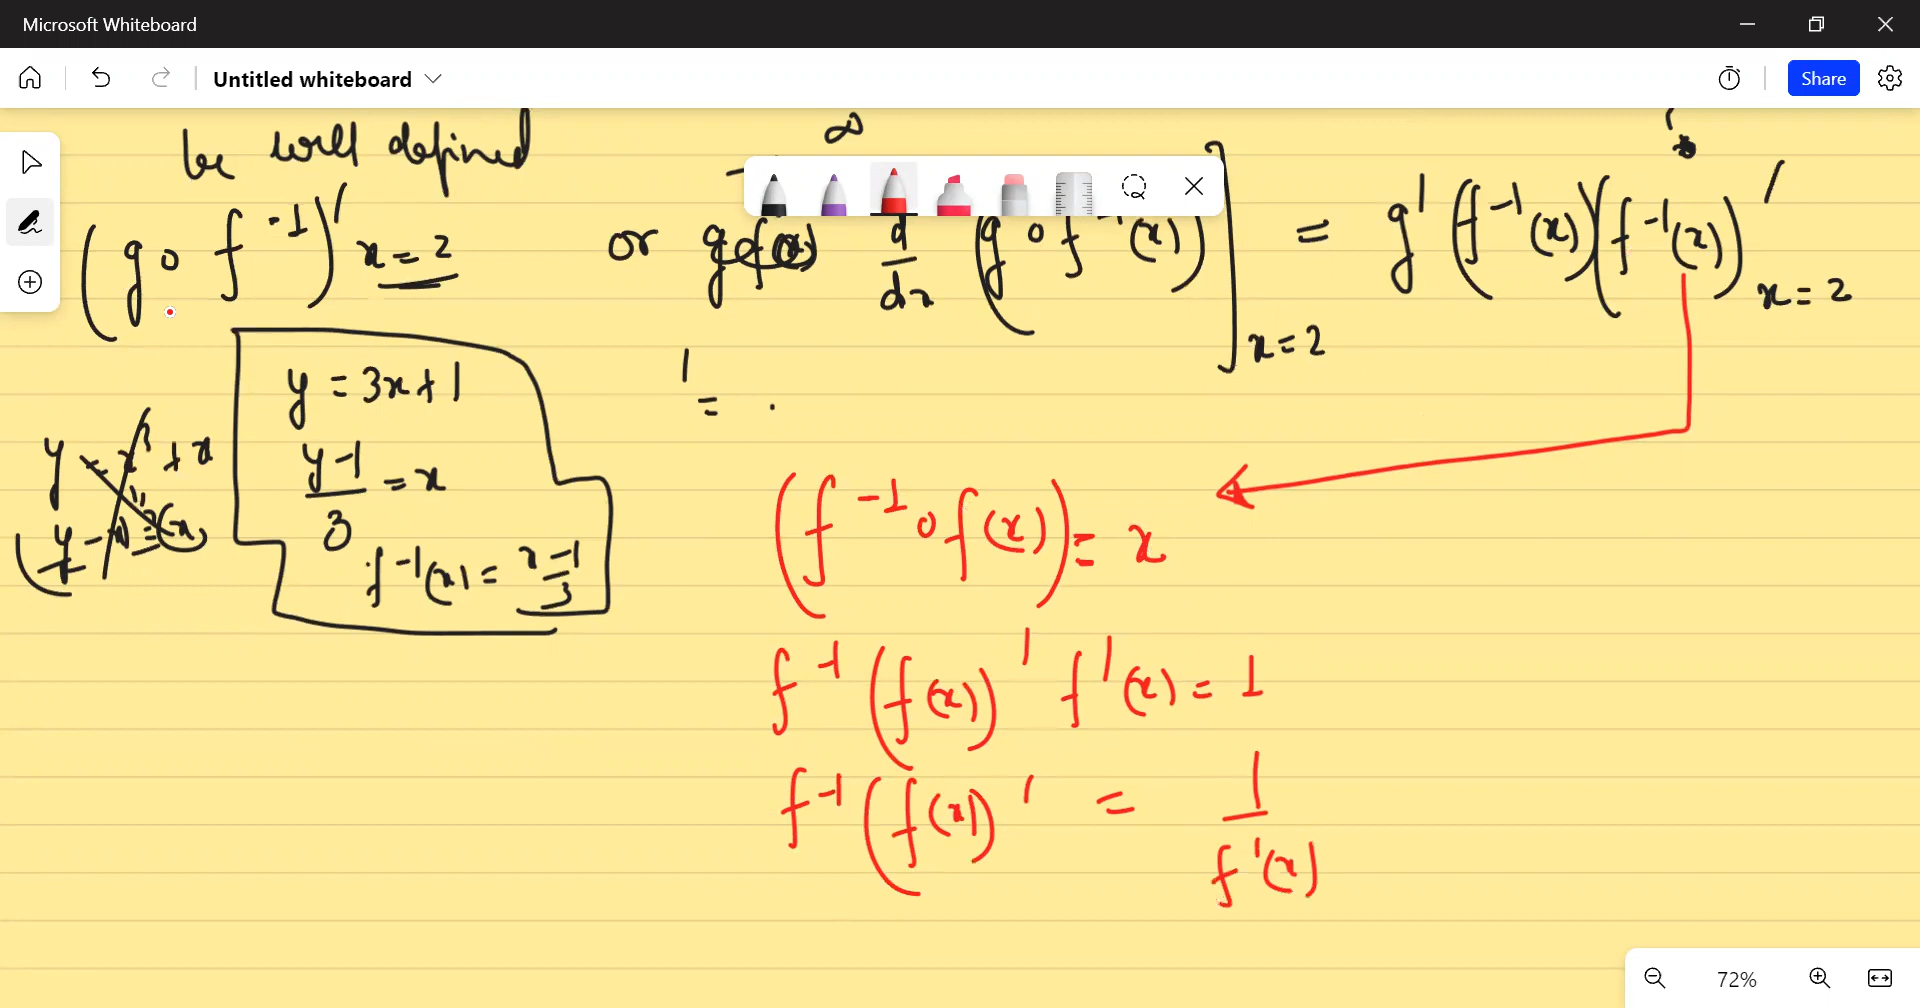 Microsoft Whiteboard
Untitled whiteboard
Share
be will defined
∞
(g o f⁻¹)′ x = 2 or d/dx (g o f⁻¹(x))] x = 2 = g′(f⁻¹(x))(f⁻¹(x))′ x = 2
y = 3x + 1
= .
y + x
(y-1)/3 = x
f⁻¹(x) = (x-1)/3
(f⁻¹ o f(x)) = x
f⁻¹(f(x))′ f′(x) = 1
f⁻¹(f(x))′ = 1/f′(x)
72%